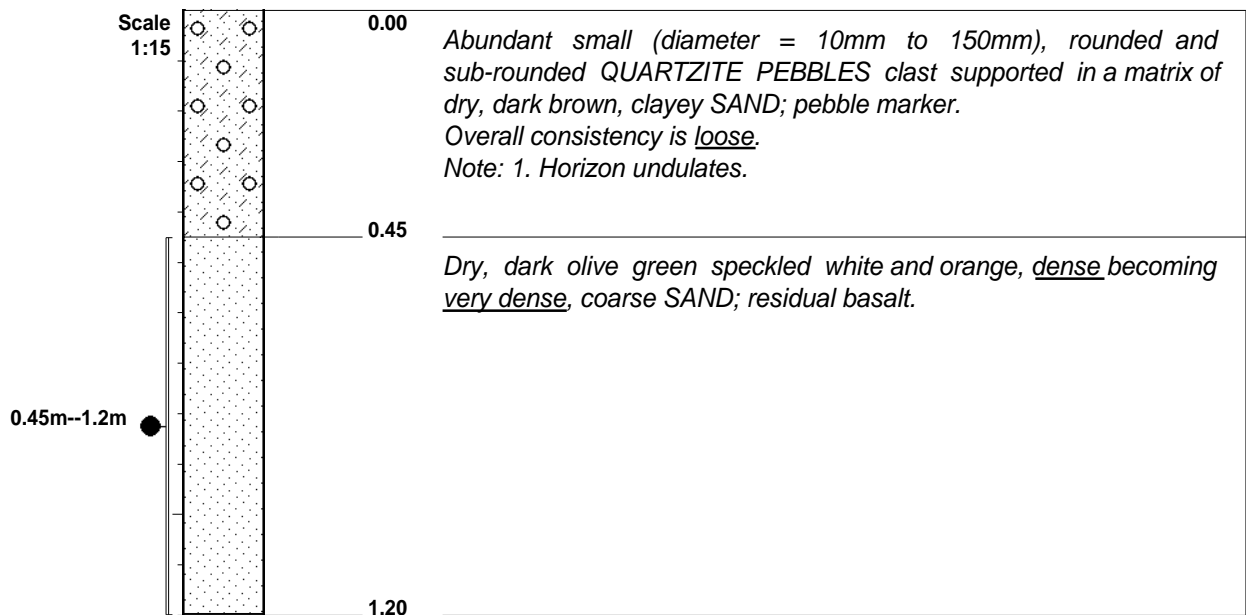 Scale
1:15
0.00
Abundant small (diameter = 10mm to 150mm), rounded and
sub-rounded QUARTZITE PEBBLES clast supported in a matrix of
dry, dark brown, clayey SAND; pebble marker.
Overall consistency is loose.
Note: 1. Horizon undulates.
0.45
Dry, dark olive green speckled white and orange, dense becoming
very dense, coarse SAND; residual basalt.
0.45m--1.2m
1.20